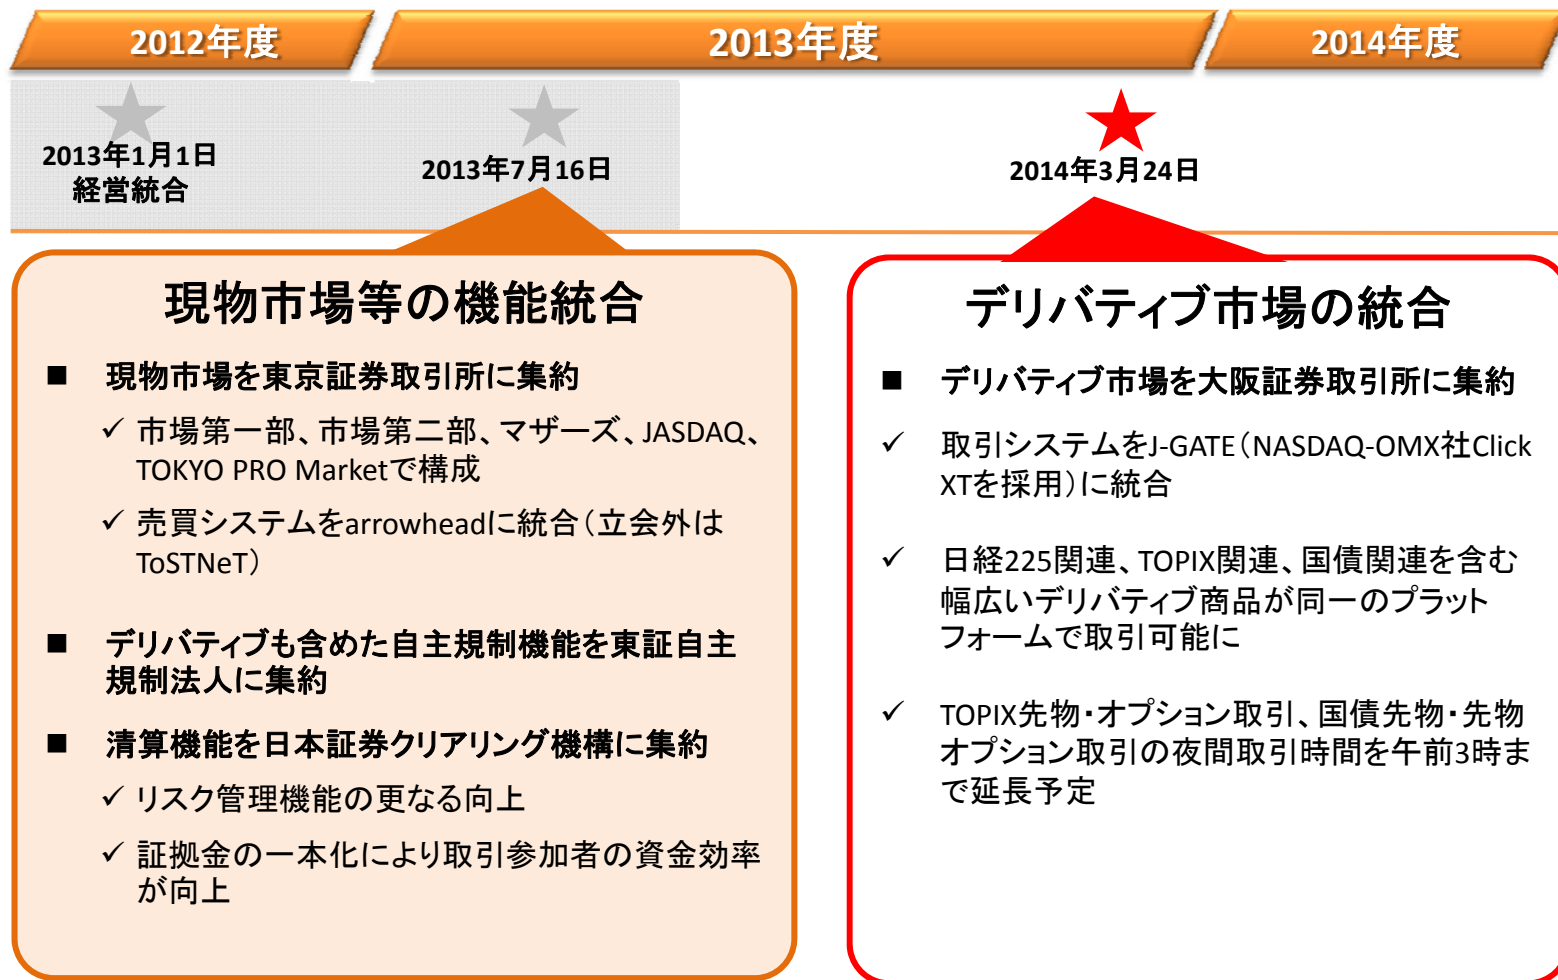 2012年度
2013年度
2014年度
2013年1月1日
経営統合
2013年7月16日
2014年3月24日
現物市場等の機能統合
■ 現物市場を東京証券取引所に集約
✓ 市場第一部、市場第二部、マザーズ、JASDAQ、
TOKYO PRO Marketで構成
✓ 売買システムをarrowheadに統合（立会外は
ToSTNeT）
■ デリバティブも含めた自主規制機能を東証自主
規制法人に集約
■ 清算機能を日本証券クリアリング機構に集約
✓ リスク管理機能の更なる向上
✓ 証拠金の一本化により取引参加者の資金効率
が向上
デリバティブ市場の統合
■ デリバティブ市場を大阪証券取引所に集約
✓ 取引システムをJ-GATE（NASDAQ-OMX社Click
XTを採用）に統合
✓ 日経225関連、TOPIX関連、国債関連を含む
幅広いデリバティブ商品が同一のプラット
フォームで取引可能に
✓ TOPIX先物・オプション取引、国債先物・先物
オプション取引の夜間取引時間を午前3時ま
で延長予定